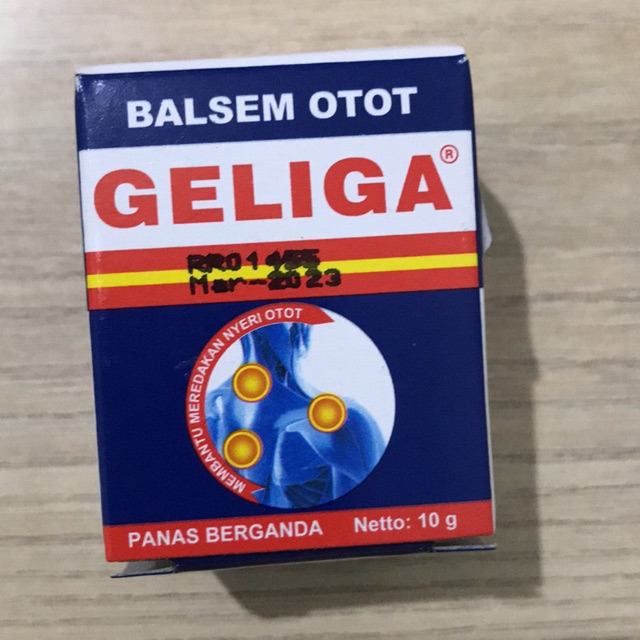 BALSEM OTOT
GELIGA®
Mar-2023
MEMBANTU MEREDAKAN NYERI OTOT
PANAS BERGANDA Netto: 10 g